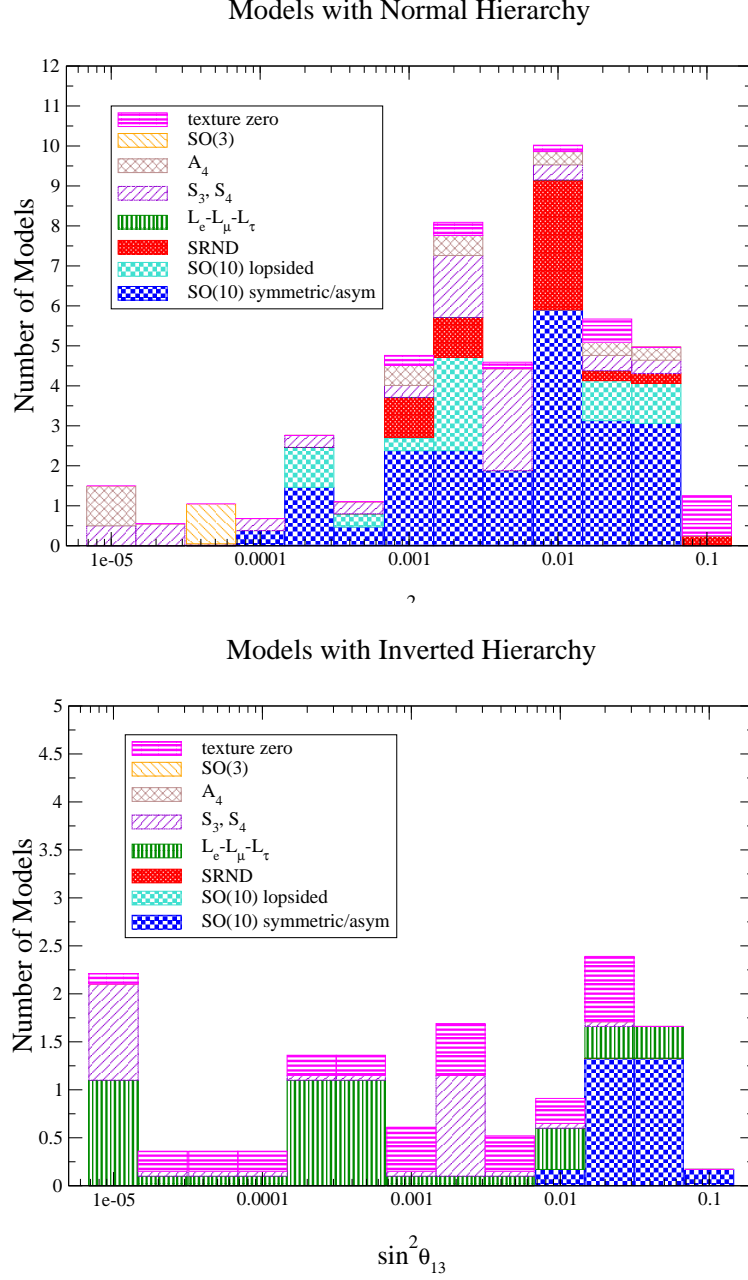 Models with Normal Hierarchy
12
11
10
9
8
7
6
5
4
3
2
1
0
Number of Models
texture zero
SO(3)
A₄
S₃, S₄
Lₑ-L_μ-L_τ
SRND
SO(10) lopsided
SO(10) symmetric/asym
1e-05 0.0001 0.001 0.01 0.1
2
Models with Inverted Hierarchy
5
4.5
4
3.5
3
2.5
2
1.5
1
0.5
0
Number of Models
texture zero
SO(3)
A₄
S₃, S₄
Lₑ-L_μ-L_τ
SRND
SO(10) lopsided
SO(10) symmetric/asym
1e-05 0.0001 0.001 0.01 0.1
sin²θ₁₃